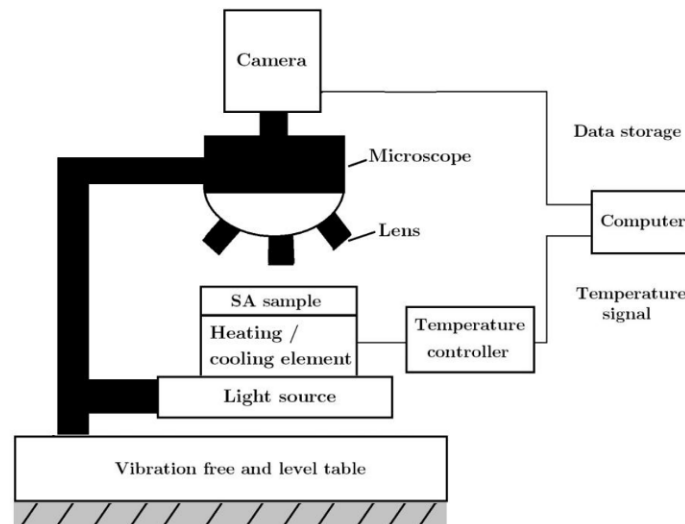 Camera
Data storage
Microscope
Computer
Lens
SA sample
Temperature
signal
Heating /
cooling element
Temperature
controller
Light source
Vibration free and level table